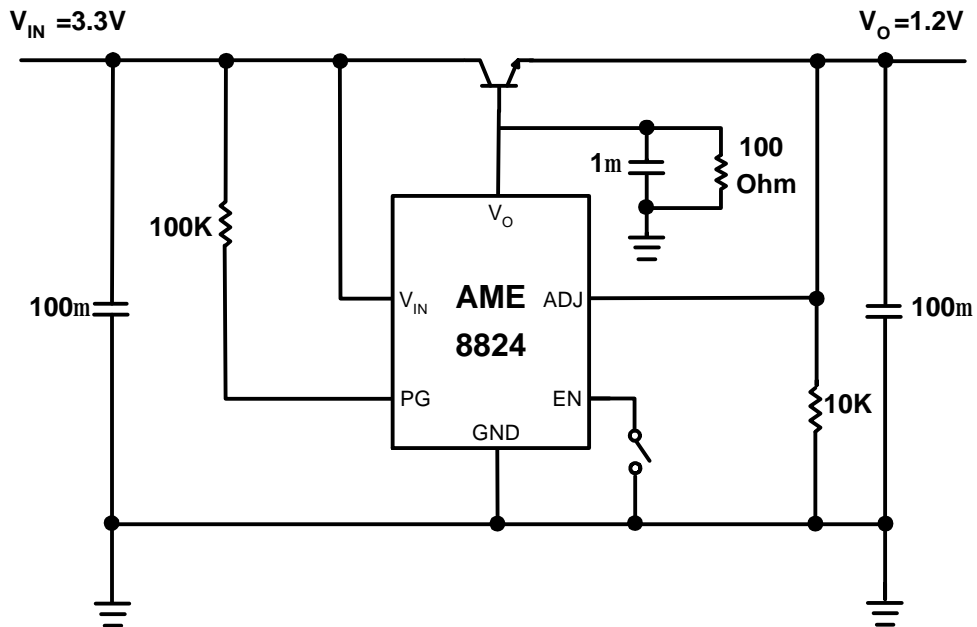 V_IN =3.3V
V_O =1.2V
1m
100
Ohm
100K
V_O
100m
V_IN
AME
8824
ADJ
100m
PG
EN
10K
GND